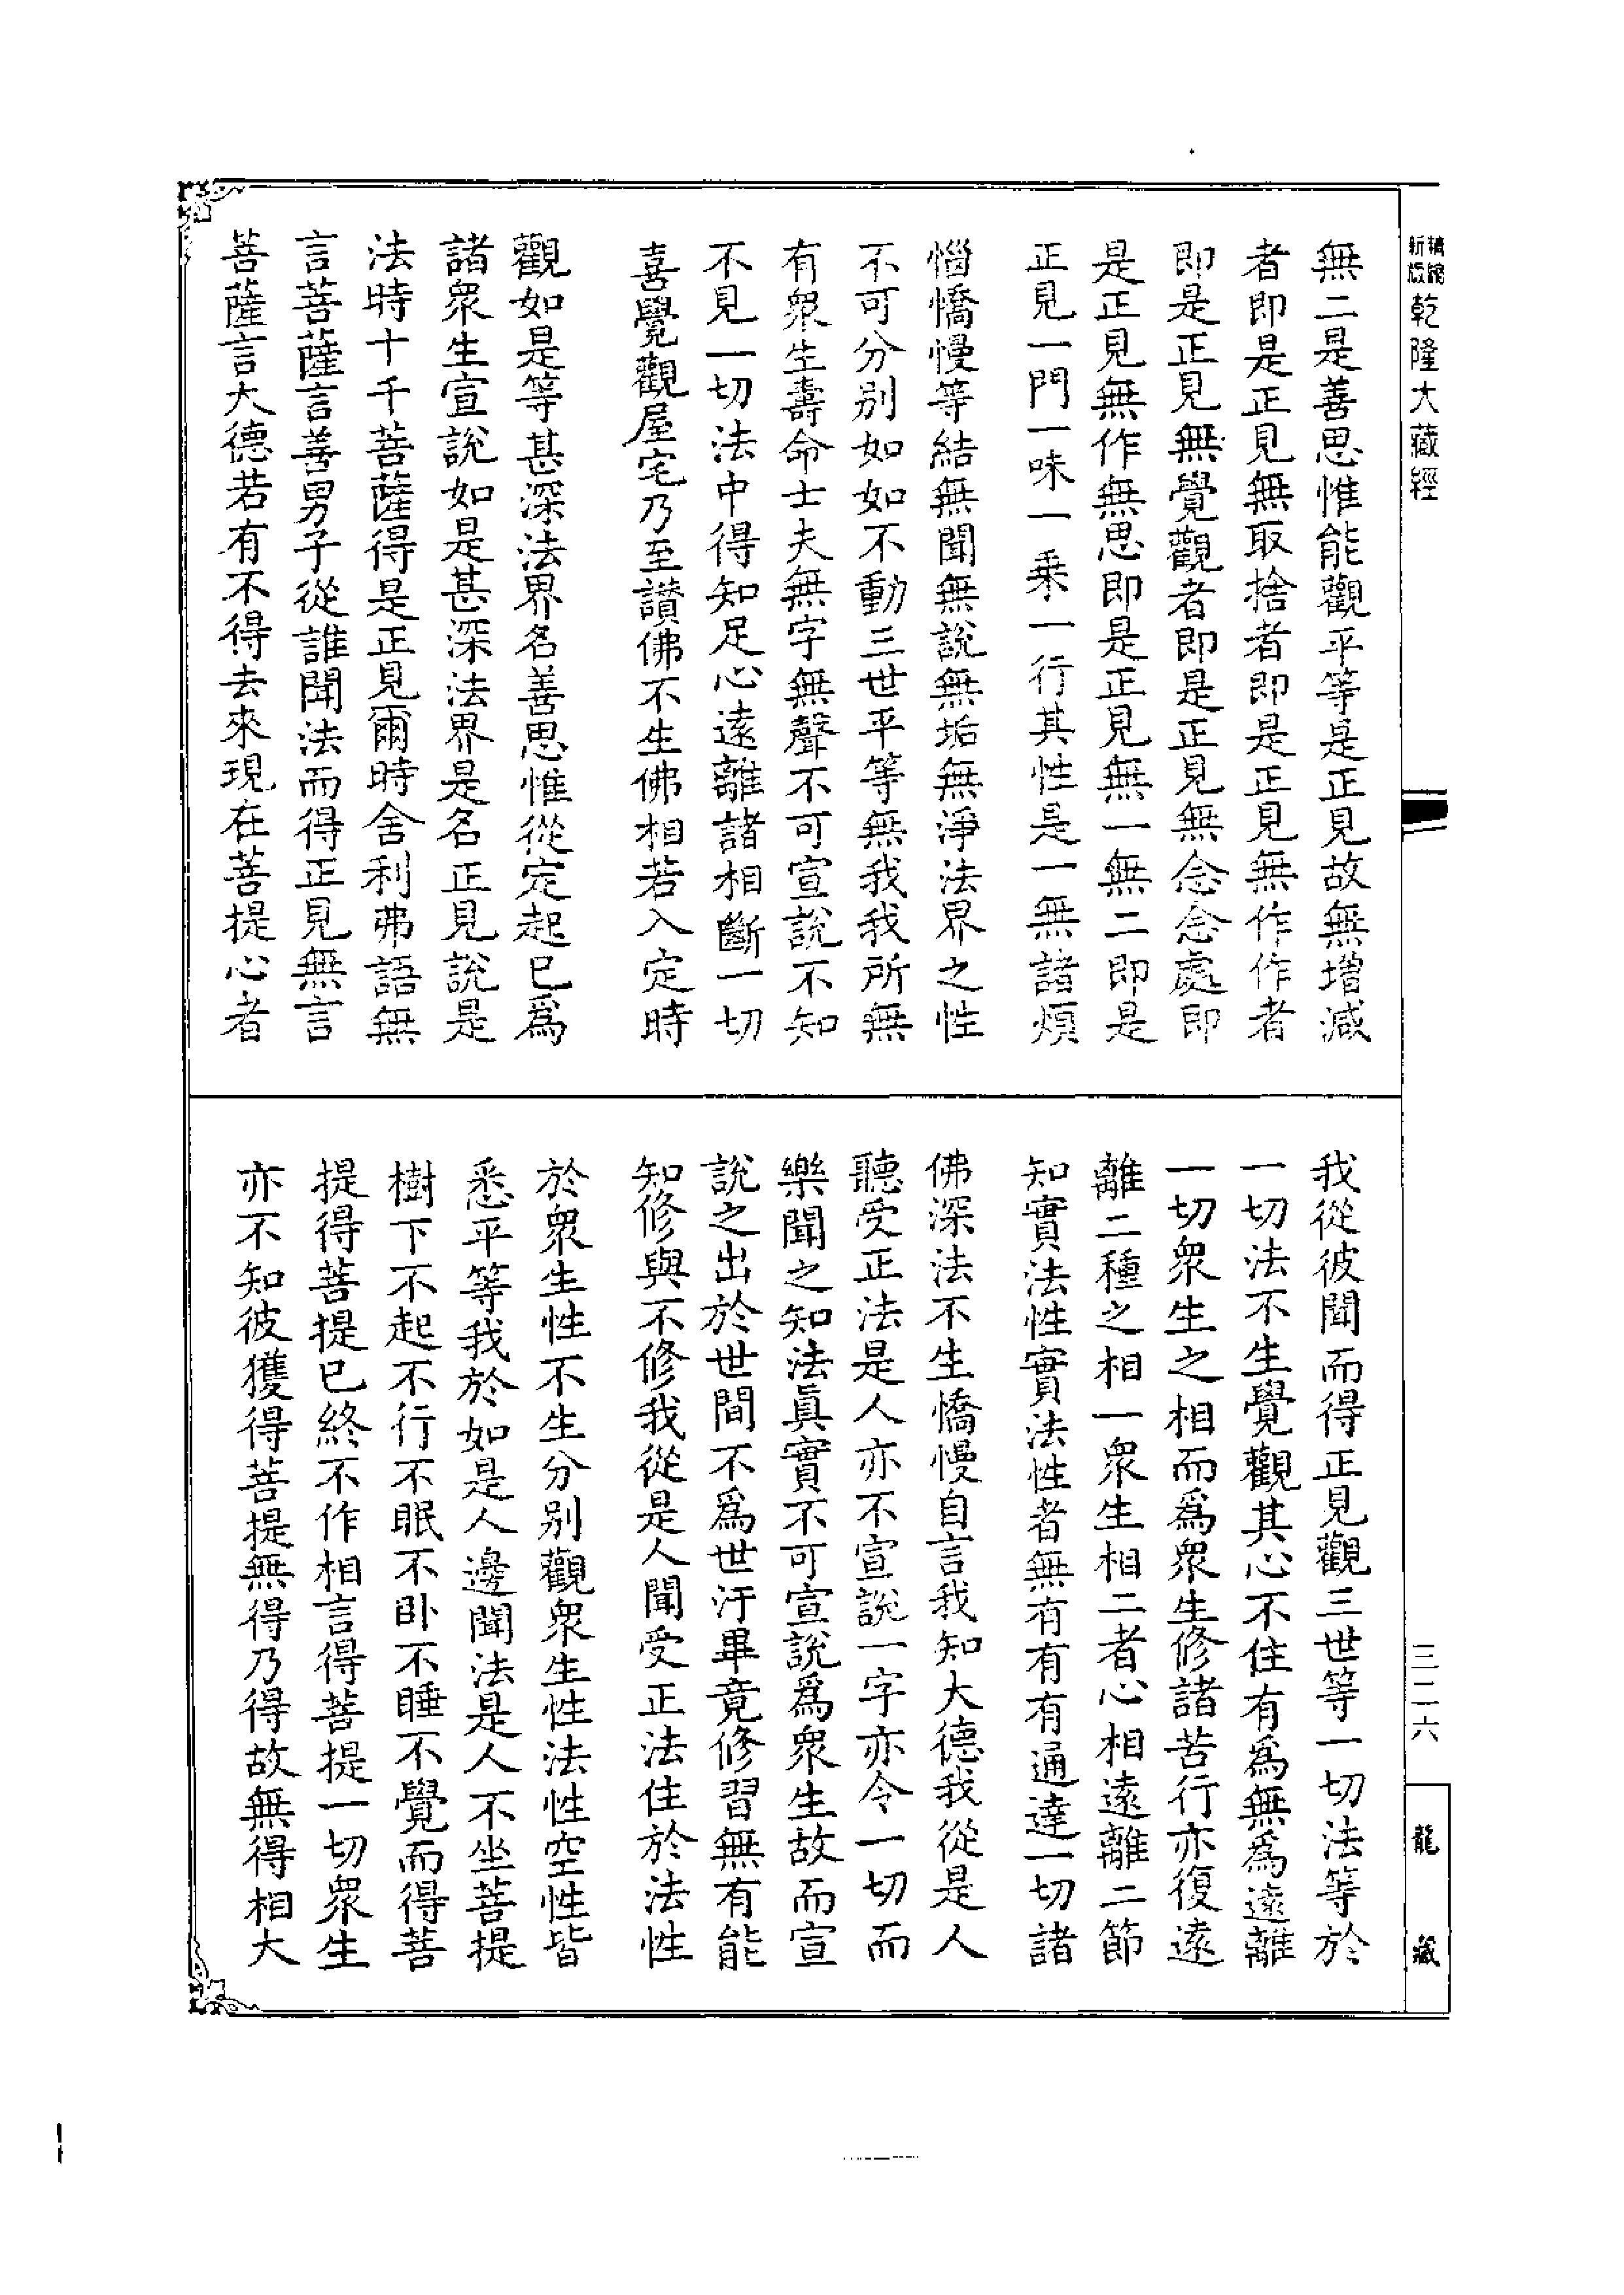 新編
縮版
乾隆大藏經
無二是善思惟能觀平等是正見故無增減
者即是正見無取捨者即是正見無作作者
即是正見無覺觀者即是正見無念念處即
是正見無作無思即是正見無一無二即是
正見一門一味一乘一行其性是一無諸煩
惱憍慢等結無聞無說無垢無淨法界之性
不可分別如如不動三世平等無我我所無
有衆生壽命士夫無字無聲不可宣說不知
不見一切法中得知足心遠離諸相斷一切
喜覺觀屋宅乃至讃佛不生佛相若入定時
觀如是等甚深法界名善思惟從定起已爲
諸衆生宣說如是甚深法界是名正見說是
法時十千菩薩得是正見爾時舍利弗語無
言菩薩言善男子從誰聞法而得正見無言
菩薩言大德若有不得去來現在菩提心者
我從彼聞而得正見觀三世等一切法等於
一切法不生覺觀其心不住有爲無爲遠離
一切衆生之相而爲衆生修諸苦行亦復遠
離二種之相一衆生相二者心相遠離二節
知實法性實法性者無有有有通達一切諸
佛深法不生憍慢自言我知大德我從是人
聽受正法是人亦不宣說一字亦令一切而
樂聞之知法眞實不可宣說爲衆生故而宣
說之出於世間不爲世汙畢竟修習無有能
知修與不修我從是人聞受正法住於法性
於衆生性不生分別觀衆生性法性空性皆
悉平等我於如是人邊聞法是人不坐菩提
樹下不起不行不眠不臥不睡不覺而得菩
提得菩提已終不作相言得菩提一切衆生
亦不知彼獲得菩提無得乃得故無得相大
三二六
龍藏